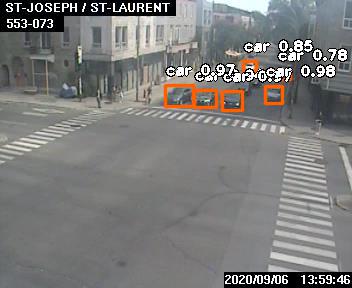 ST-JOSEPH / ST-LAURENT
553-073
car 0.85
car 0.78
car 0.97
car 0.98
2020/09/06 13:59:46